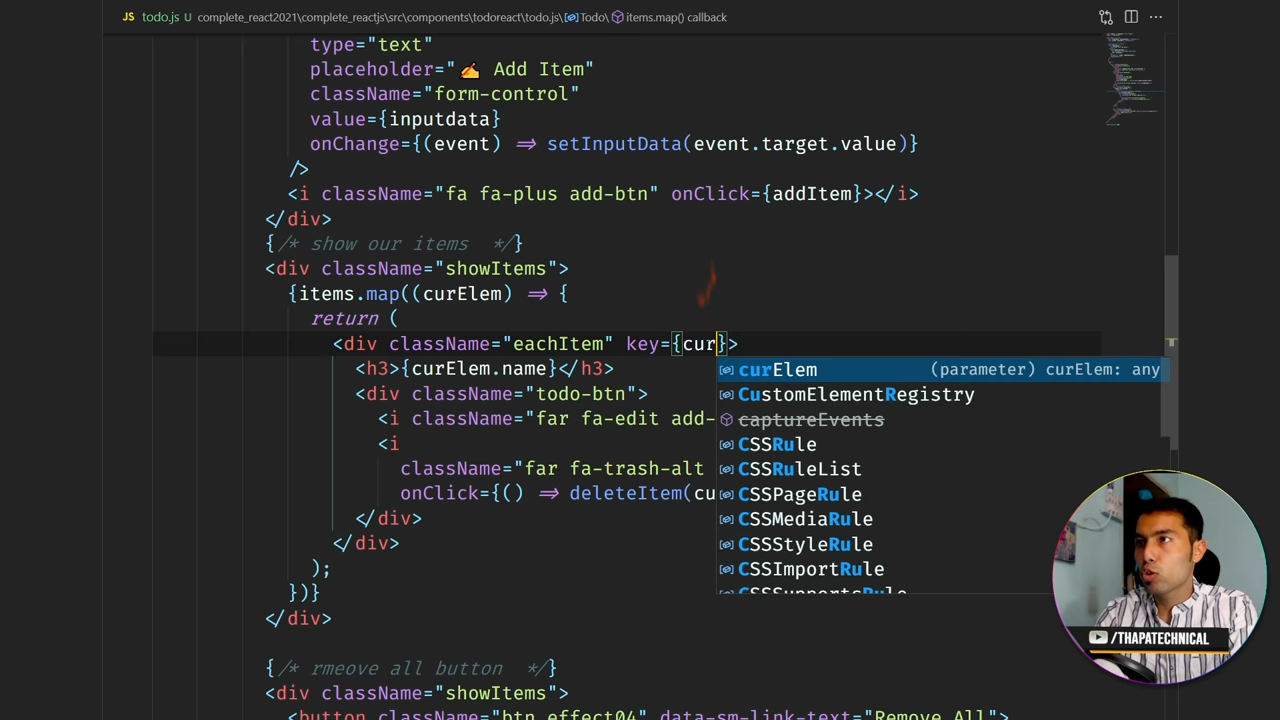 JS todo.js U complete_react2021\complete_reactjs\src\components\todoreact\todo.js\Todo\items.map() callback
type="text"
placeholder="✍ Add Item"
className="form-control"
value={inputdata}
onChange={(event) => setInputData(event.target.value)}
/>
<i className="fa fa-plus add-btn" onClick={addItem}></i>
</div>
{/* show our items  */}
<div className="showItems">
{items.map((curElem) => {
return (
<div className="eachItem" key={cur}>
<h3>{curElem.name}</h3>
<div className="todo-btn">
<i className="far fa-edit add-
<i
className="far fa-trash-alt
onClick={() => deleteItem(cu
</div>
</div>
);
})}
</div>
{/* rmeove all button  */}
<div className="showItems">
<button className="btn effect04" data-sm-link-text="Remove All">
curElem (parameter) curElem: any
CustomElementRegistry
captureEvents
CSSRule
CSSRuleList
CSSPageRule
CSSMediaRule
CSSStyleRule
CSSImportRule
CSSSupportsRule
/THAPATECHNICAL